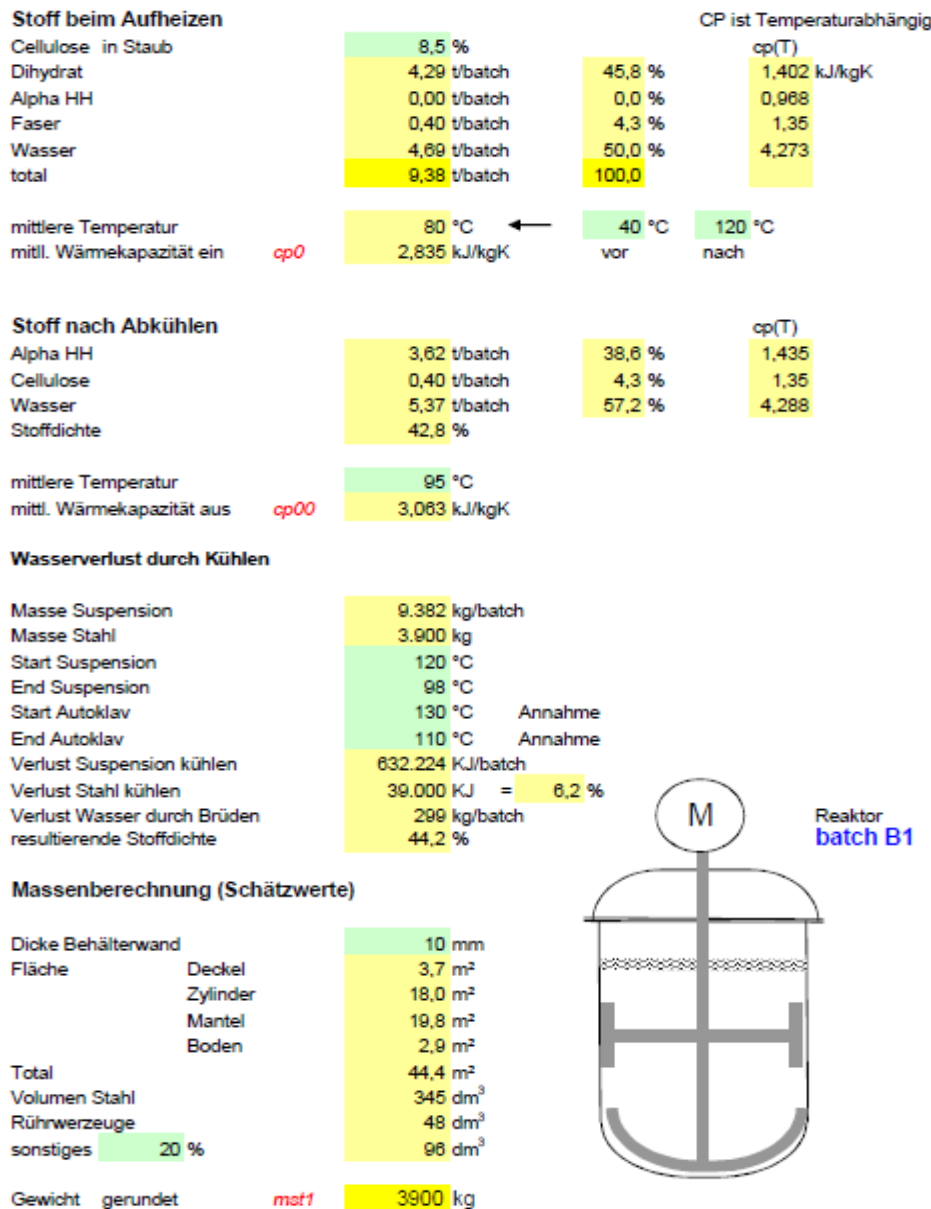 Stoff beim Aufheizen CP ist Temperaturabhängig
Cellulose in Staub 8,5 % cp(T)
Dihydrat 4,29 t/batch 45,8 % 1,402 kJ/kgK
Alpha HH 0,00 t/batch 0,0 % 0,968
Faser 0,40 t/batch 4,3 % 1,35
Wasser 4,69 t/batch 50,0 % 4,273
total 9,38 t/batch 100,0
mittlere Temperatur 80 °C ← 40 °C 120 °C
mitll. Wärmekapazität ein cp0 2,835 kJ/kgK vor nach
Stoff nach Abkühlen cp(T)
Alpha HH 3,62 t/batch 38,6 % 1,435
Cellulose 0,40 t/batch 4,3 % 1,35
Wasser 5,37 t/batch 57,2 % 4,288
Stoffdichte 42,8 %
mittlere Temperatur 95 °C
mittl. Wärmekapazität aus cp00 3,063 kJ/kgK
Wasserverlust durch Kühlen
Masse Suspension 9.382 kg/batch
Masse Stahl 3.900 kg
Start Suspension 120 °C
End Suspension 98 °C
Start Autoklav 130 °C Annahme
End Autoklav 110 °C Annahme
Verlust Suspension kühlen 632.224 KJ/batch
Verlust Stahl kühlen 39.000 KJ = 6,2 %
Verlust Wasser durch Brüden 299 kg/batch
resultierende Stoffdichte 44,2 %
M
Reaktor
batch B1
Massenberechnung (Schätzwerte)
Dicke Behälterwand 10 mm
Fläche Deckel 3,7 m²
Zylinder 18,0 m²
Mantel 19,8 m²
Boden 2,9 m²
Total 44,4 m²
Volumen Stahl 345 dm³
Rührwerzeuge 48 dm³
sonstiges 20 % 96 dm³
Gewicht gerundet mst1 3900 kg